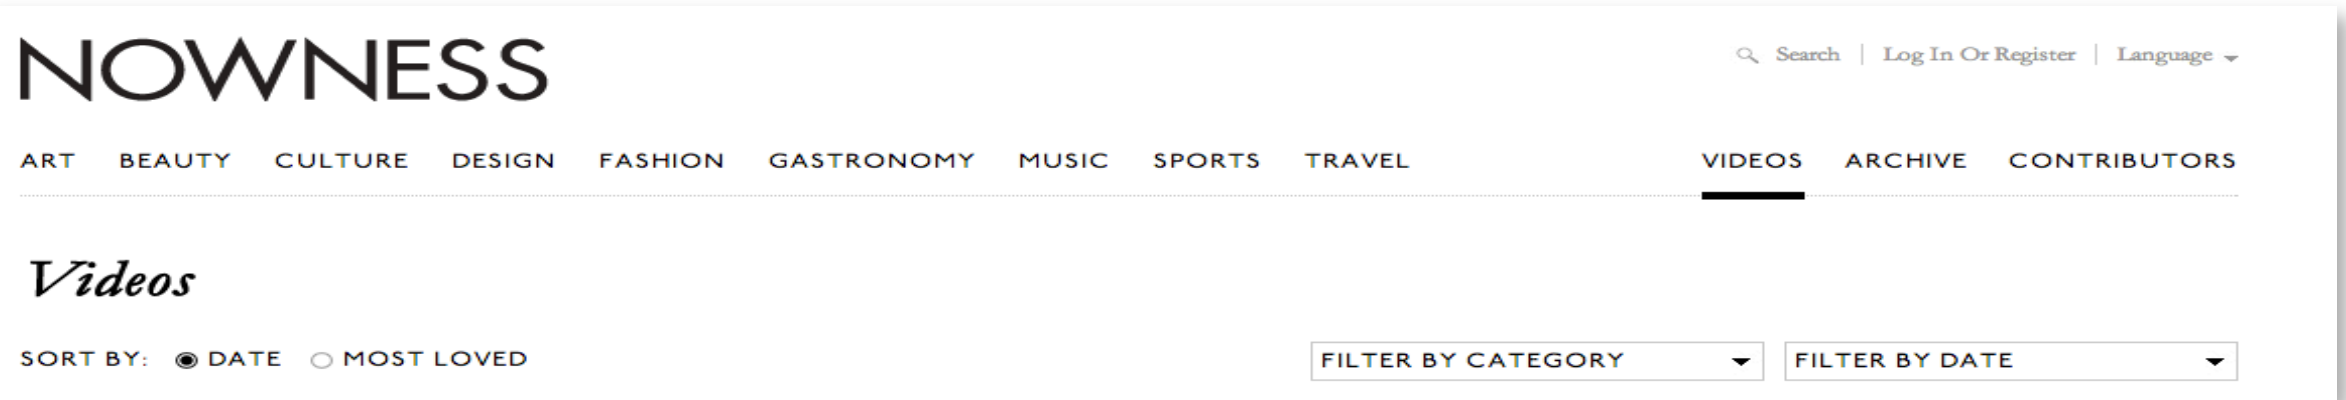 NOWNESS
Search | Log In Or Register | Language
ART BEAUTY CULTURE DESIGN FASHION GASTRONOMY MUSIC SPORTS TRAVEL VIDEOS ARCHIVE CONTRIBUTORS
Videos
SORT BY: DATE MOST LOVED FILTER BY CATEGORY FILTER BY DATE